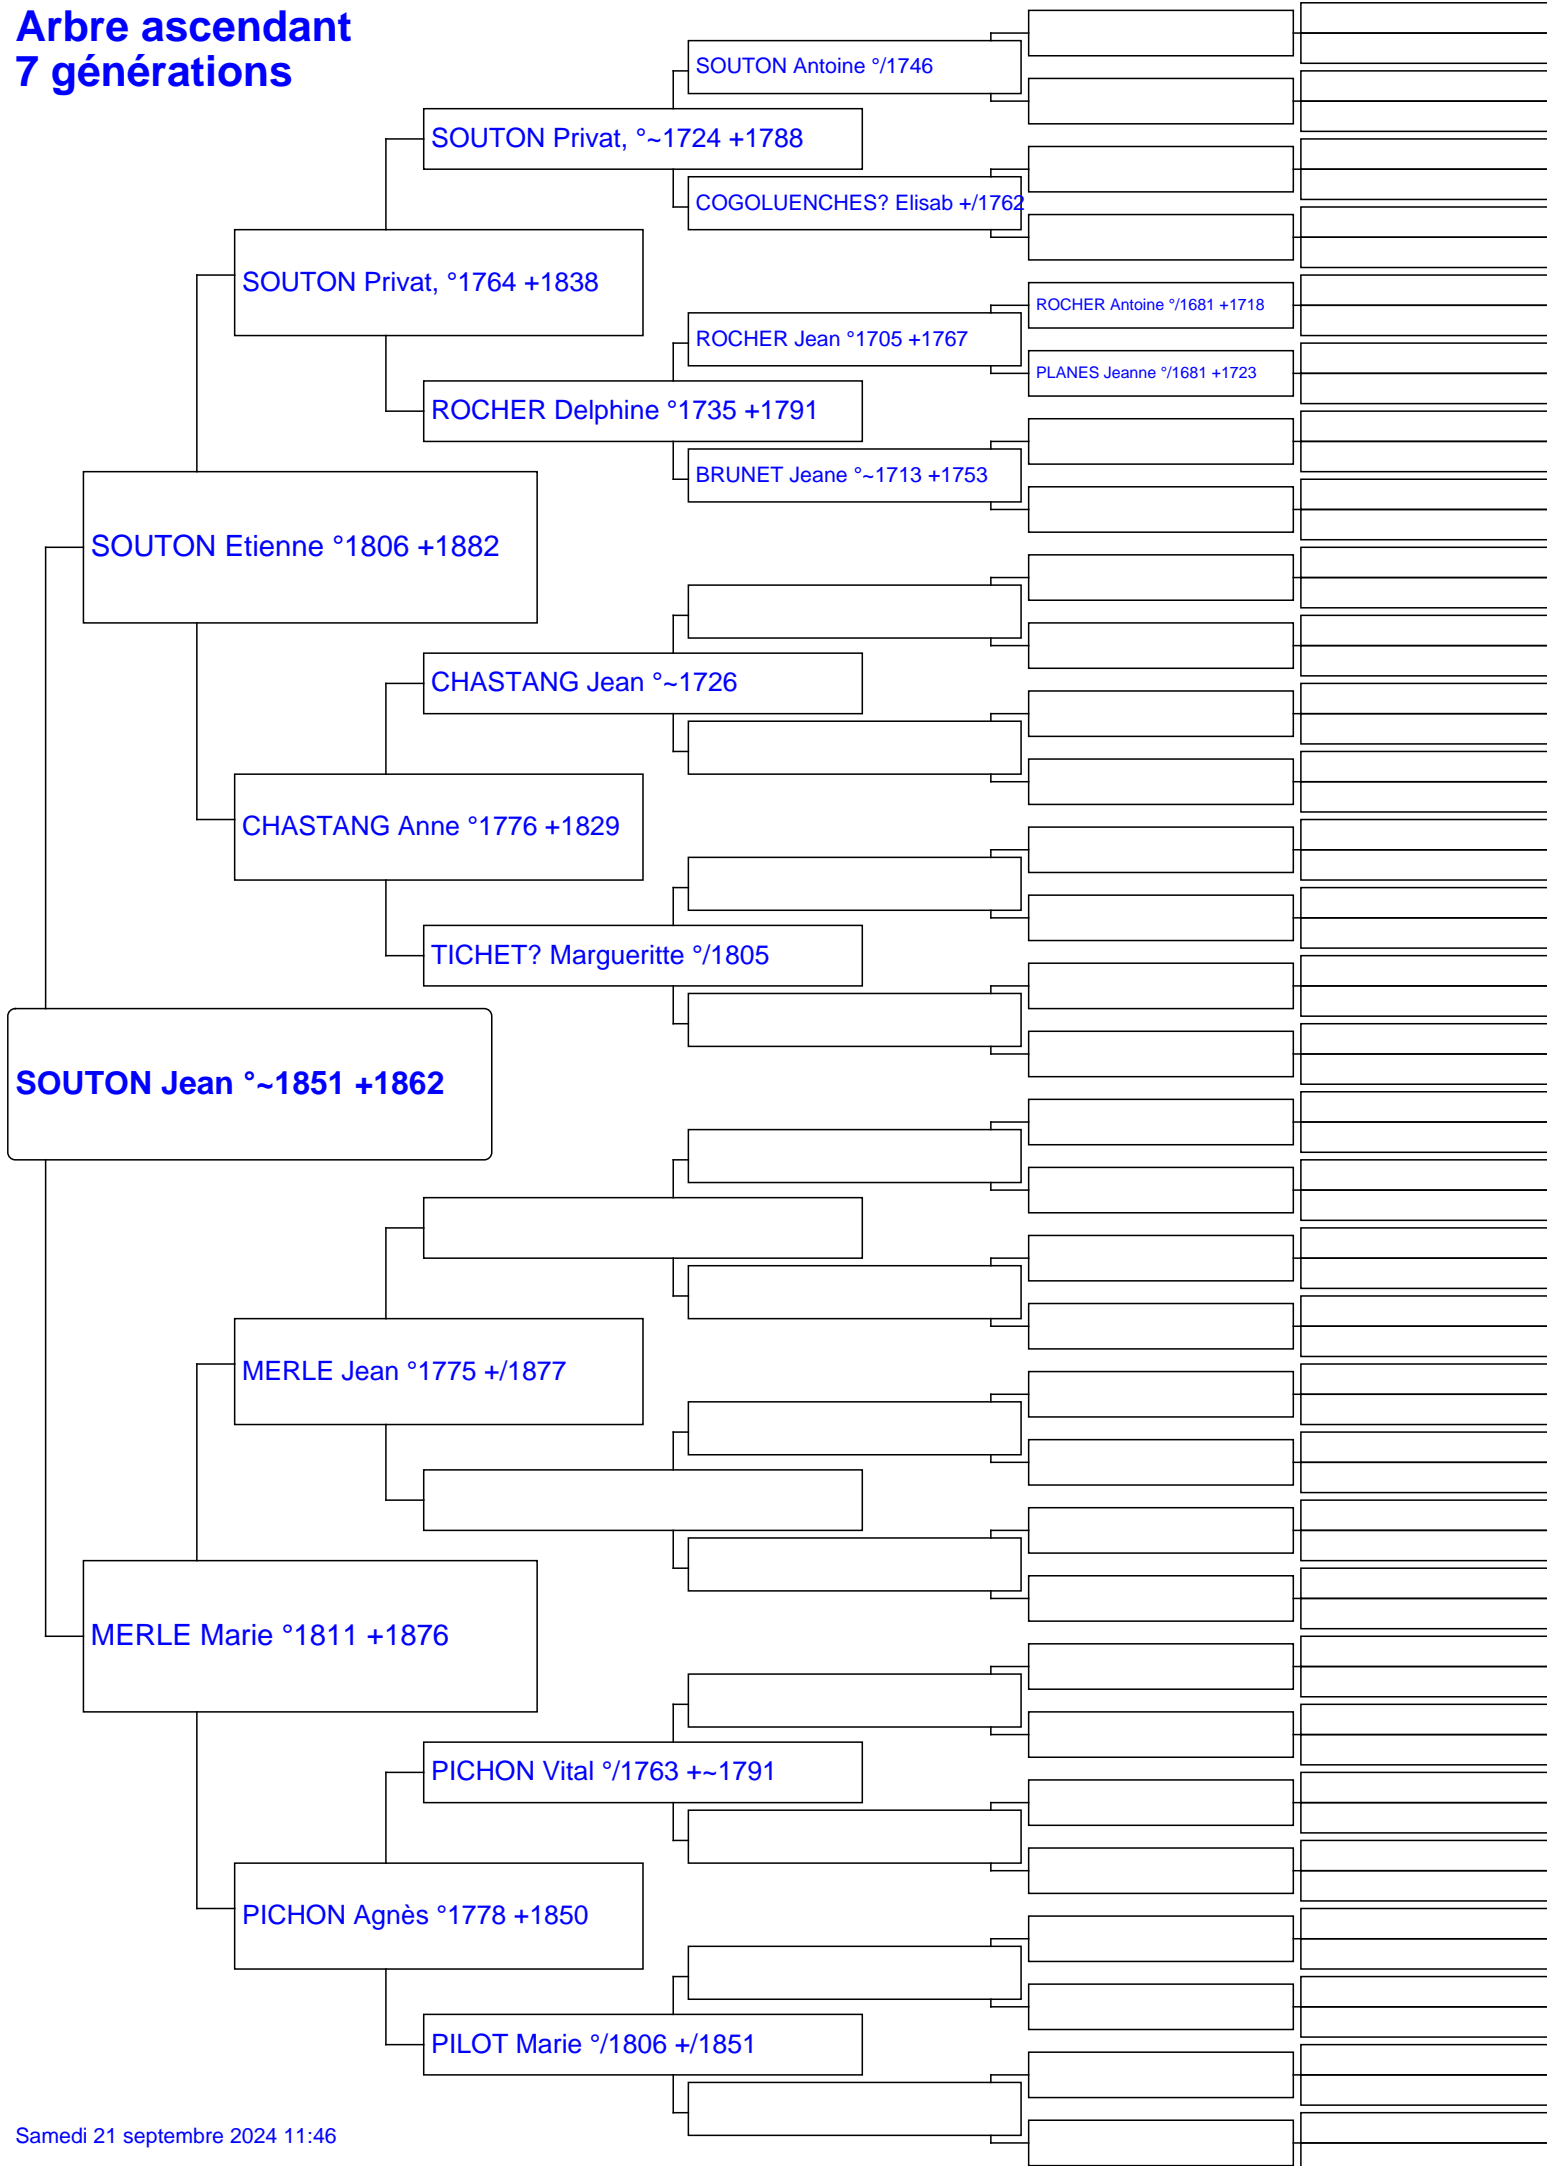 Arbre ascendant
7 générations
SOUTON Antoine °/1746
SOUTON Privat, °~1724 +1788
COGOLUENCHES? Elisab +/1762
SOUTON Privat, °1764 +1838
ROCHER Antoine °/1681 +1718
ROCHER Jean °1705 +1767
PLANES Jeanne °/1681 +1723
ROCHER Delphine °1735 +1791
BRUNET Jeane °~1713 +1753
SOUTON Etienne °1806 +1882
CHASTANG Jean °~1726
CHASTANG Anne °1776 +1829
TICHET? Margueritte °/1805
SOUTON Jean °~1851 +1862
MERLE Jean °1775 +/1877
MERLE Marie °1811 +1876
PICHON Vital °/1763 +~1791
PICHON Agnès °1778 +1850
PILOT Marie °/1806 +/1851
Samedi 21 septembre 2024 11:46